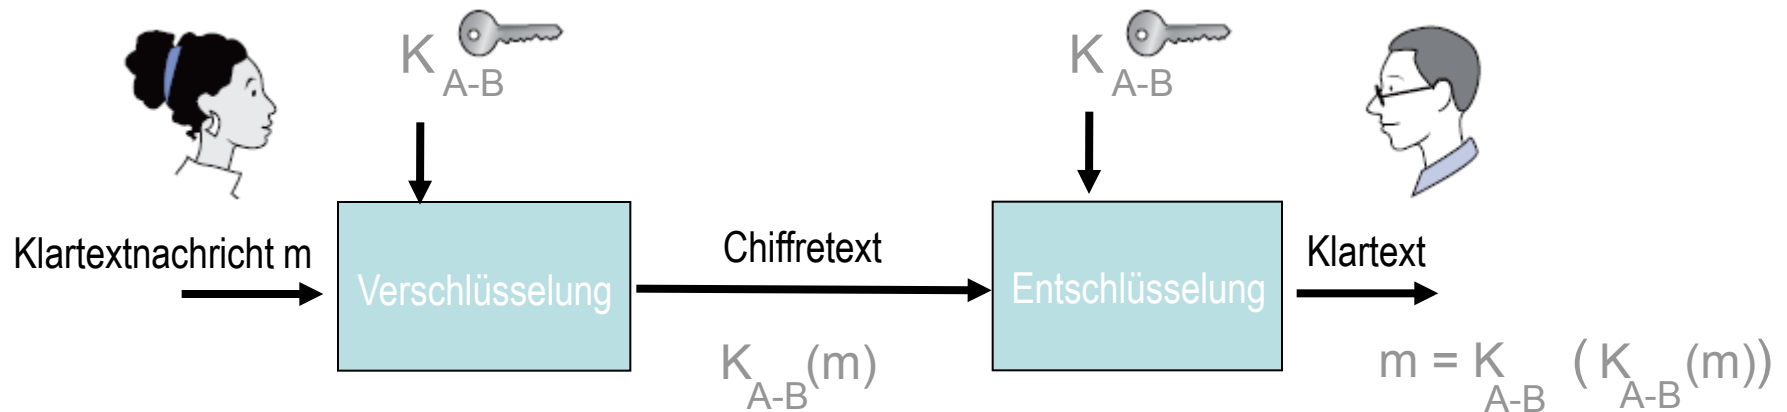 K A-B
K A-B
Klartextnachricht m
Verschlüsselung
Chiffretext
Entschlüsselung
Klartext
K A-B (m)
m = K A-B ( K A-B (m))